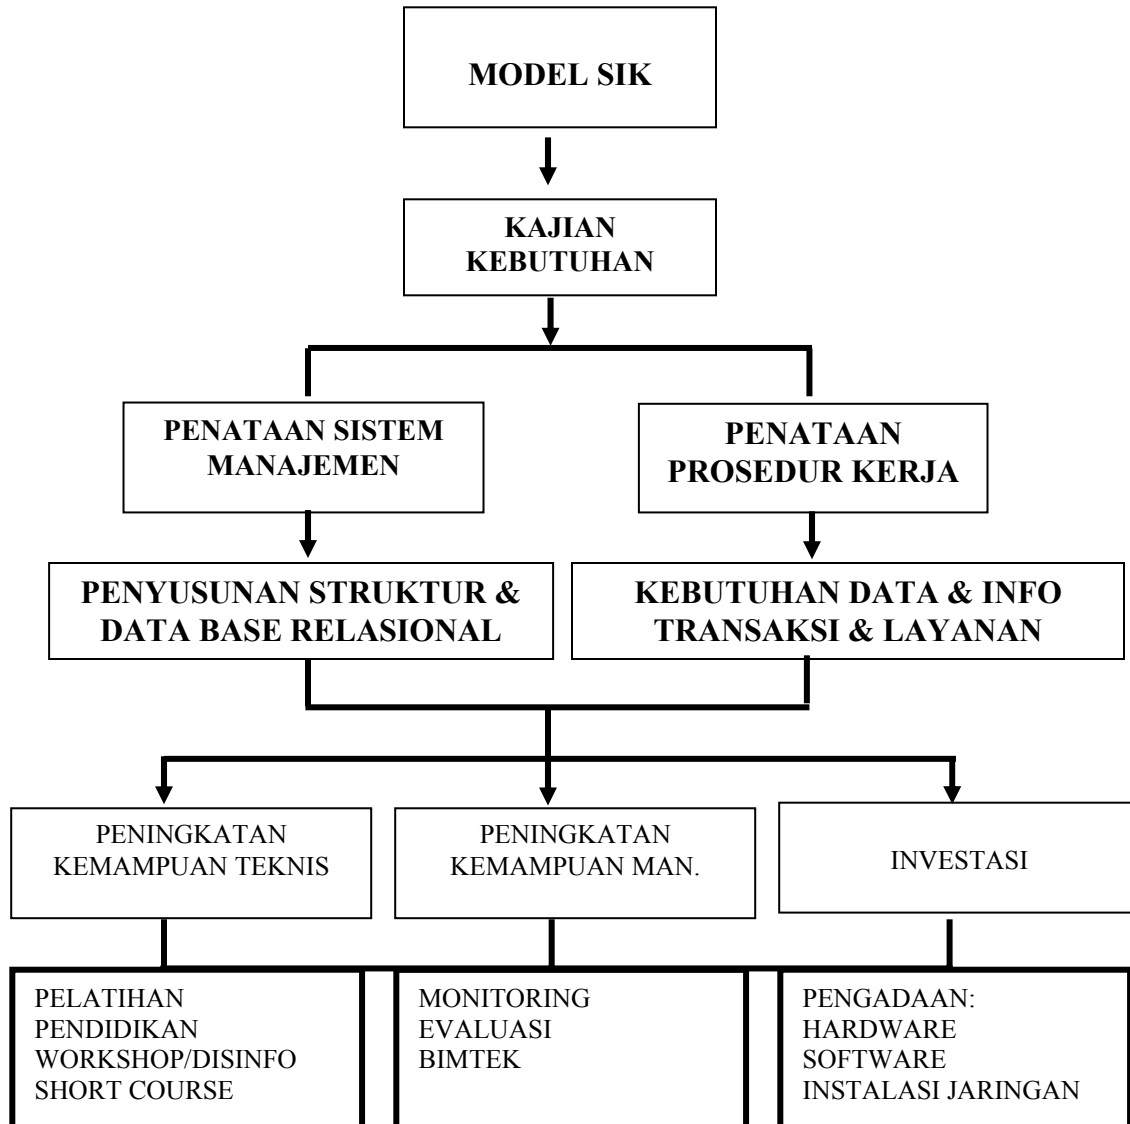 MODEL SIK
KAJIAN
KEBUTUHAN
PENATAAN SISTEM
MANAJEMEN
PENATAAN
PROSEDUR KERJA
PENYUSUNAN STRUKTUR &
DATA BASE RELASIONAL
KEBUTUHAN DATA & INFO
TRANSAKSI & LAYANAN
PENINGKATAN
KEMAMPUAN TEKNIS
PENINGKATAN
KEMAMPUAN MAN.
INVESTASI
PELATIHAN
PENDIDIKAN
WORKSHOP/DISINFO
SHORT COURSE
MONITORING
EVALUASI
BIMTEK
PENGADAAN:
HARDWARE
SOFTWARE
INSTALASI JARINGAN